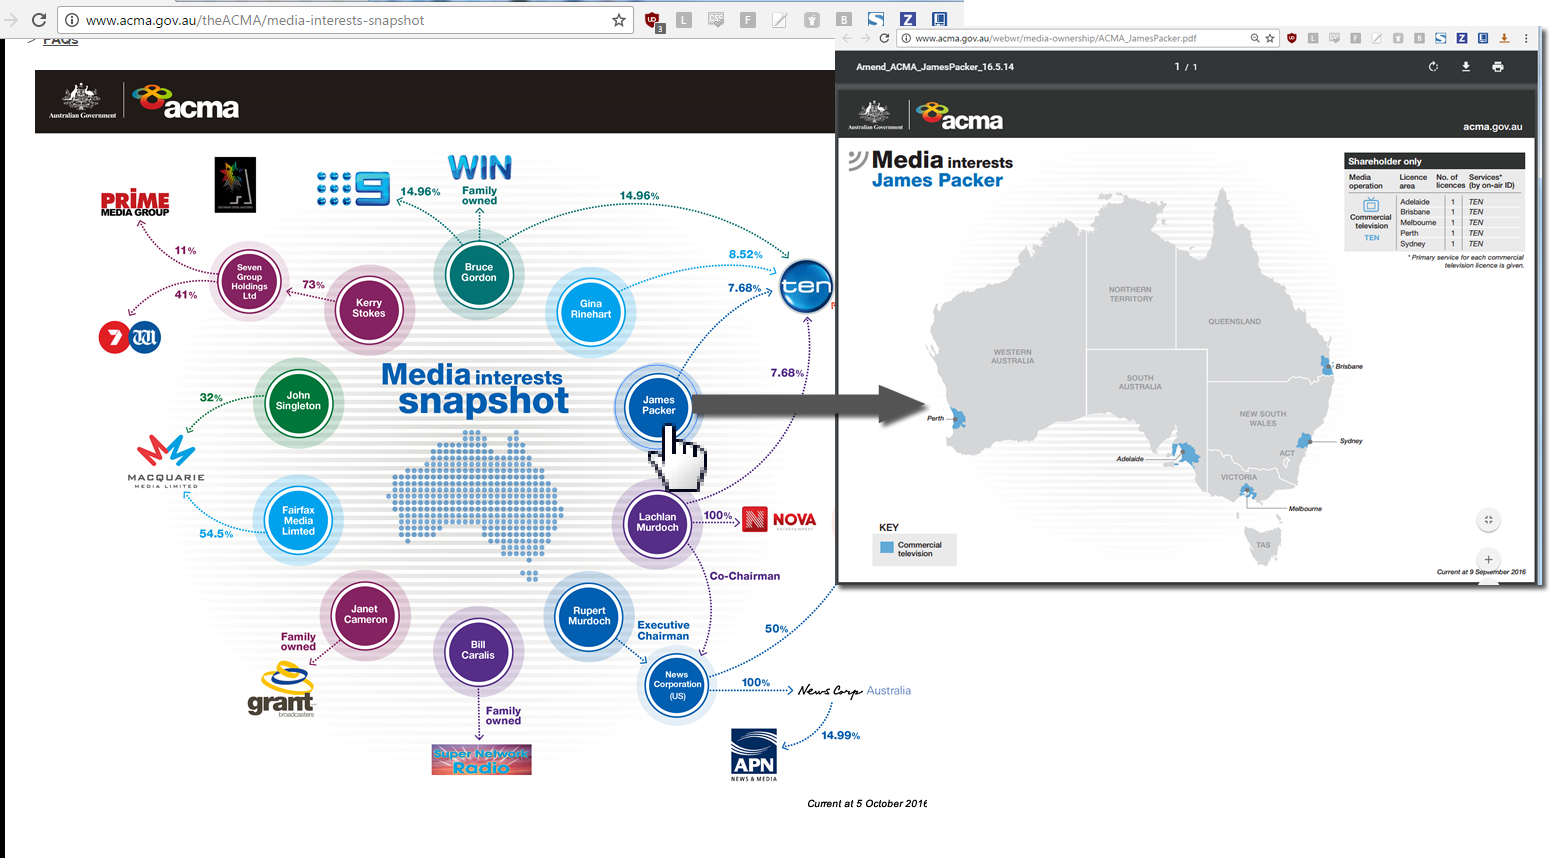 www.acma.gov.au/theACMA/media-interests-snapshot
3
L
CSP
F
B
S
Z
> FAQs
Australian Government
acma
PRiME
MEDIA GROUP
9
14.96%
WIN
Family
owned
14.96%
11%
41%
Seven
Group
Holdings
Ltd
73%
Kerry
Stokes
Bruce
Gordon
8.52%
Gina
Rinehart
7.68%
ten
7
W
Media interests
snapshot
John
Singleton
32%
James
Packer
7.68%
MACQUARIE
MEDIA LIMITED
Fairfax
Media
Limted
54.5%
Lachlan
Murdoch
100%
N NOVA
ENTERTAINMENT
Co-Chairman
Janet
Cameron
Family
owned
grant
broadcasters
Bill
Caralis
Family
owned
Super Network
Radio
Rupert
Murdoch
Executive
Chairman
50%
News
Corporation
(US)
100%
News Corp Australia
14.99%
APN
NEWS & MEDIA
Current at 5 October 2016
www.acma.gov.au/webwr/media-ownership/ACMA_JamesPacker.pdf
L
CSP
F
B
S
Z
Amend_ACMA_JamesPacker_16.5.14
1 / 1
Australian Government
acma
acma.gov.au
Media interests
James Packer
Shareholder only
Media operation Licence area No. of licences Services* (by on-air ID)
Commercial television TEN
Adelaide 1 TEN
Brisbane 1 TEN
Melbourne 1 TEN
Perth 1 TEN
Sydney 1 TEN
* Primary service for each commercial
television licence is given.
NORTHERN
TERRITORY
QUEENSLAND
WESTERN
AUSTRALIA
SOUTH
AUSTRALIA
Brisbane
NEW SOUTH
WALES
Perth
Sydney
ACT
Adelaide
VICTORIA
Melbourne
TAS
KEY
Commercial
television
+
Current at 9 September 2016